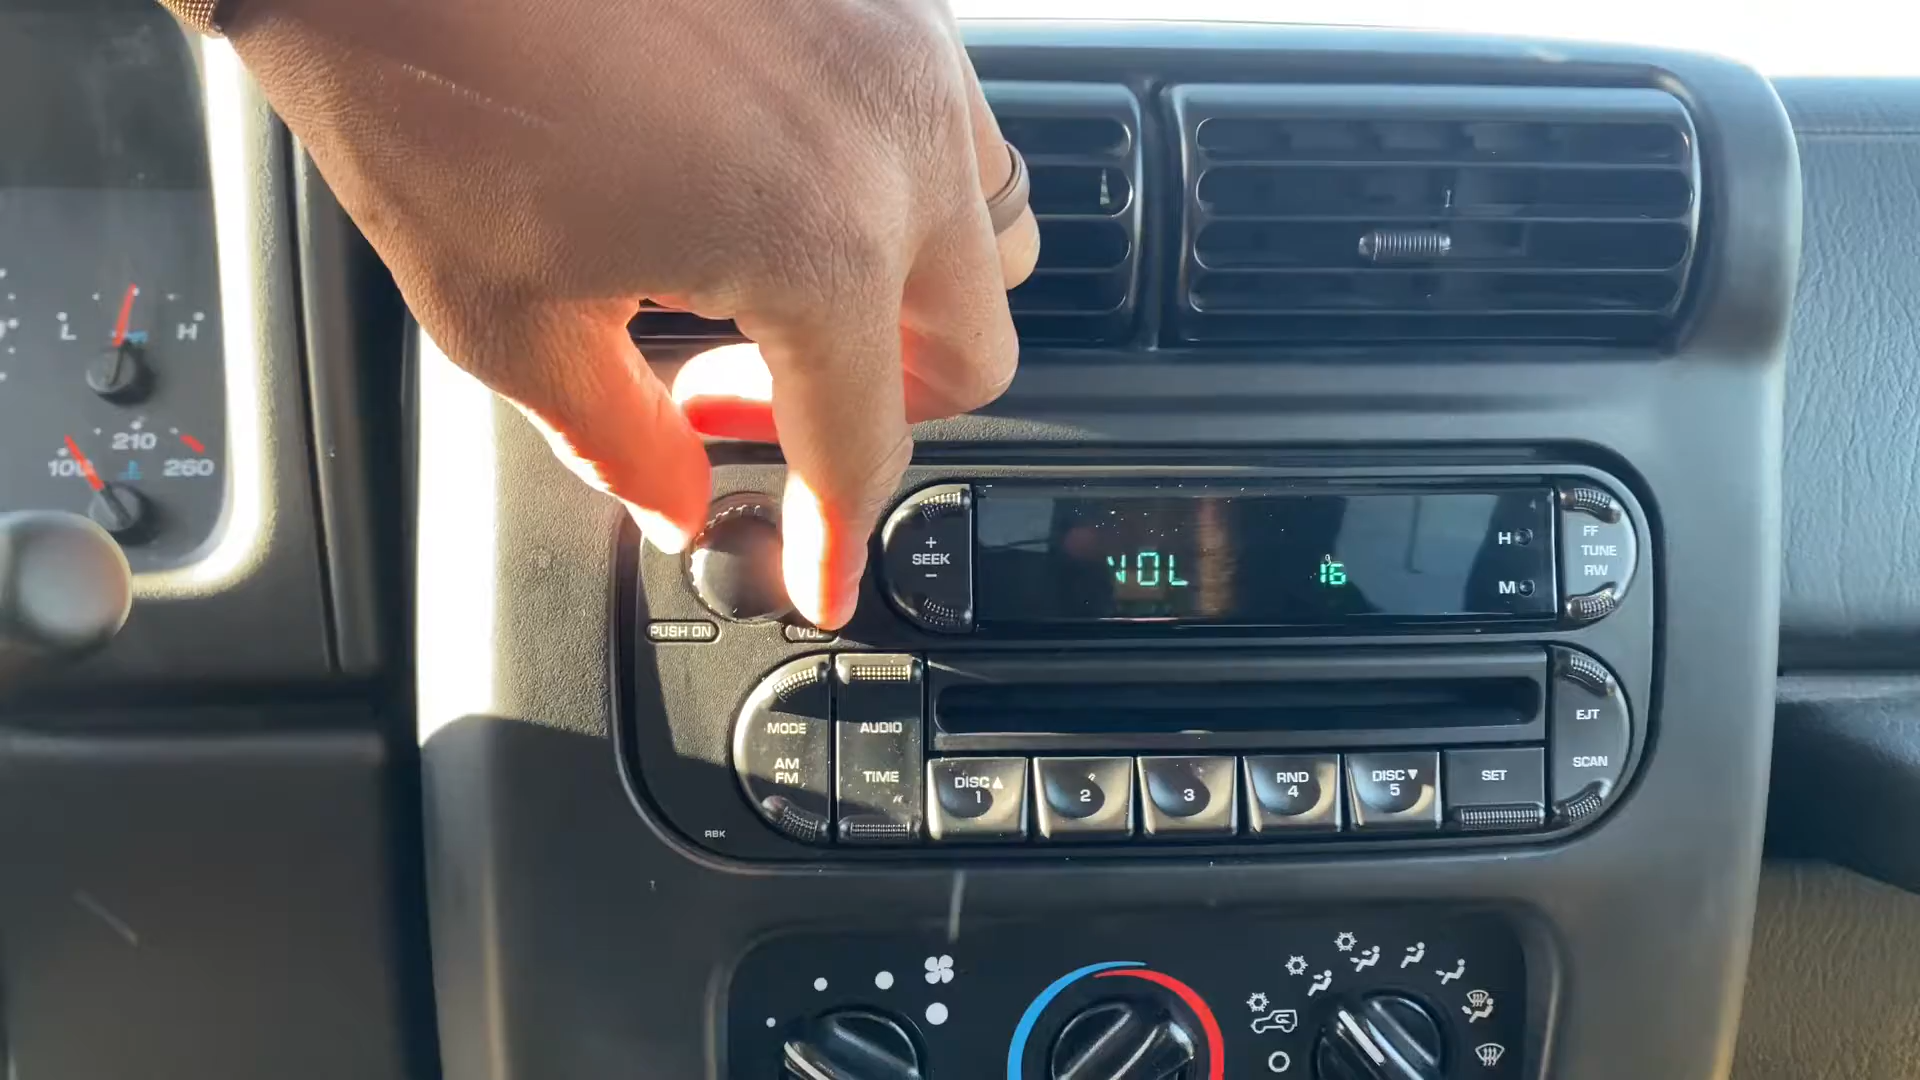 L H
210
100 260
+
SEEK
−
VOL 16
H
M
FF
TUNE
RW
PUSH ON
VOL
MODE
AM
FM
AUDIO
TIME
DISC▲
1
2
3
RND
4
DISC▼
5
SET
EJT
SCAN
RBK